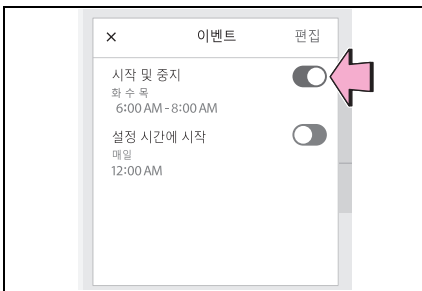 × 이벤트 편집
시작 및 중지
화 수 목
6:00 AM - 8:00 AM
설정 시간에 시작
매일
12:00 AM